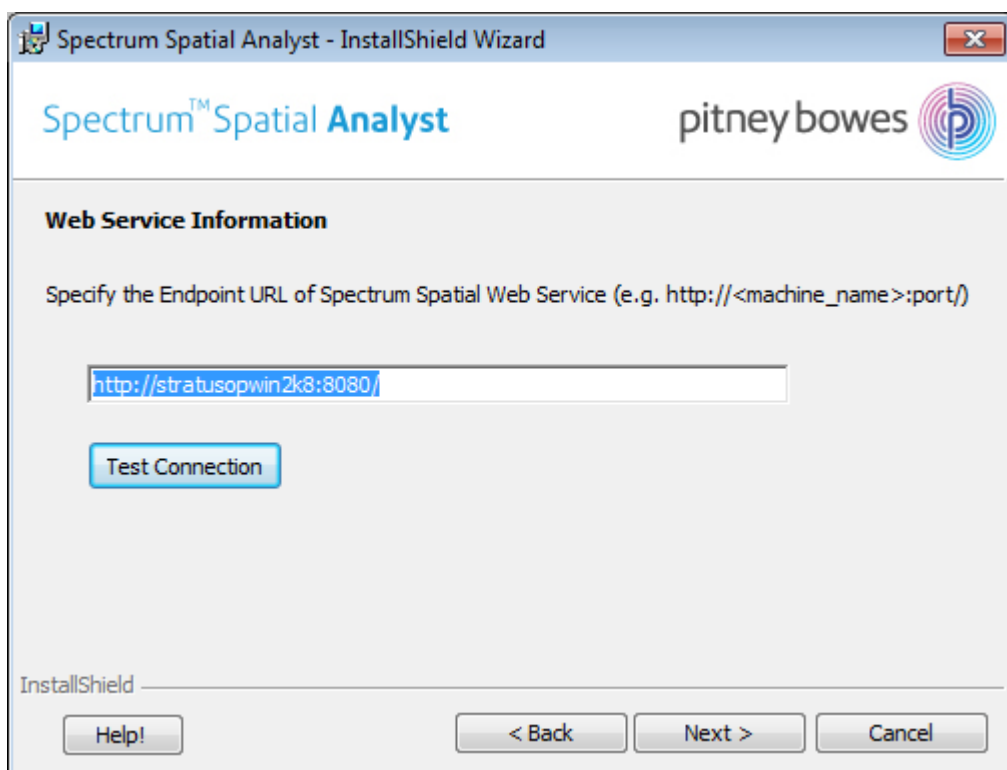 Spectrum Spatial Analyst - InstallShield Wizard
Spectrum™ Spatial Analyst
pitney bowes
Web Service Information
Specify the Endpoint URL of Spectrum Spatial Web Service (e.g. http://<machine_name>:port/)
http://stratusopwin2k8:8080/
Test Connection
InstallShield
Help!
< Back
Next >
Cancel